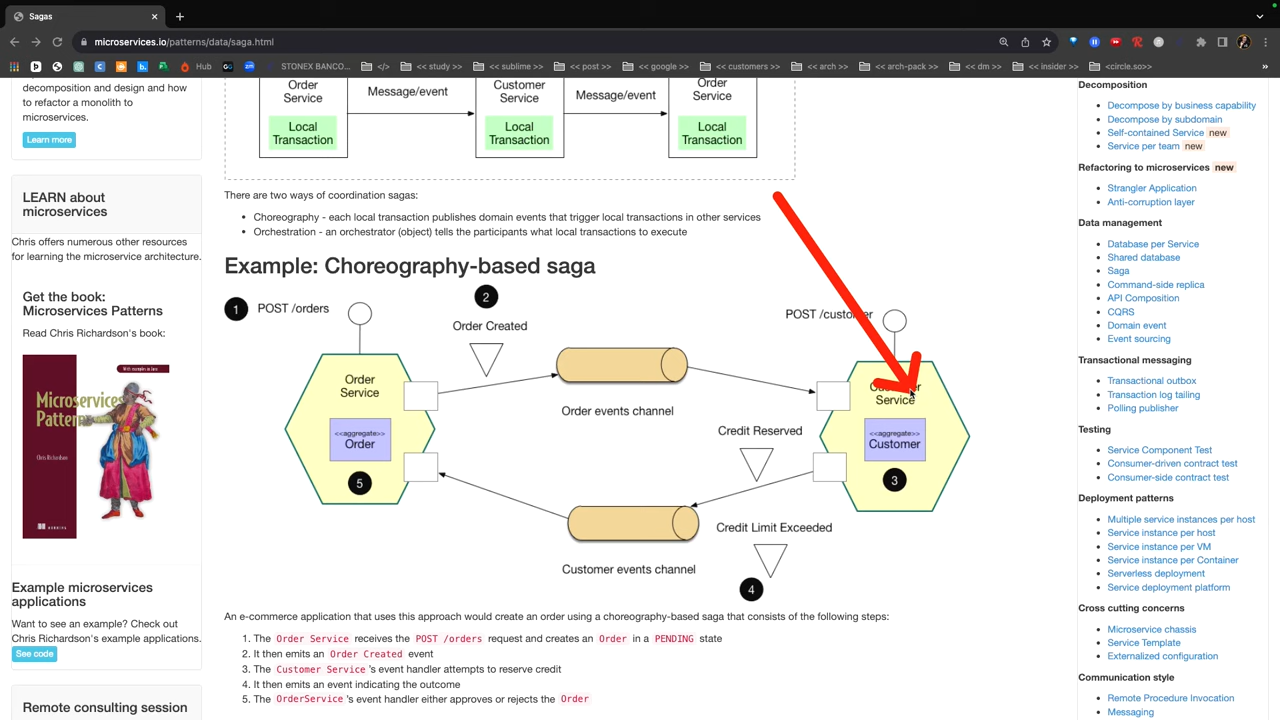 Sagas
microservices.io/patterns/data/saga.html
Hub
STONEX BANCO...
</>
<< study >>
<< sublime >>
<< post >>
<< google >>
<< customers >>
<< arch >>
<< arch-pack >>
<< dm >>
<< insider >>
<circle.so>>
»
decomposition and design and how
to refactor a monolith to
microservices.
Learn more
LEARN about
microservices
Chris offers numerous other resources
for learning the microservice architecture.
Get the book:
Microservices Patterns
Read Chris Richardson's book:
Microservices
Patterns
Chris Richardson
MANNING
Example microservices
applications
Want to see an example? Check out
Chris Richardson's example applications.
See code
Remote consulting session
Order
Service
Local
Transaction
Message/event
Customer
Service
Local
Transaction
Message/event
Order
Service
Local
Transaction
There are two ways of coordination sagas:
• Choreography - each local transaction publishes domain events that trigger local transactions in other services
• Orchestration - an orchestrator (object) tells the participants what local transactions to execute
Example: Choreography-based saga
1
POST /orders
2
Order Created
POST /customer
Order
Service
<<aggregate>>
Order
5
Order events channel
Service
<<aggregate>>
Customer
3
Credit Reserved
Credit Limit Exceeded
4
Customer events channel
An e-commerce application that uses this approach would create an order using a choreography-based saga that consists of the following steps:
1. The Order Service receives the POST /orders request and creates an Order in a PENDING state
2. It then emits an Order Created event
3. The Customer Service 's event handler attempts to reserve credit
4. It then emits an event indicating the outcome
5. The OrderService 's event handler either approves or rejects the Order
Decomposition
• Decompose by business capability
• Decompose by subdomain
• Self-contained Service new
• Service per team new
Refactoring to microservices new
• Strangler Application
• Anti-corruption layer
Data management
• Database per Service
• Shared database
• Saga
• Command-side replica
• API Composition
• CQRS
• Domain event
• Event sourcing
Transactional messaging
• Transactional outbox
• Transaction log tailing
• Polling publisher
Testing
• Service Component Test
• Consumer-driven contract test
• Consumer-side contract test
Deployment patterns
• Multiple service instances per host
• Service instance per host
• Service instance per VM
• Service instance per Container
• Serverless deployment
• Service deployment platform
Cross cutting concerns
• Microservice chassis
• Service Template
• Externalized configuration
Communication style
• Remote Procedure Invocation
• Messaging